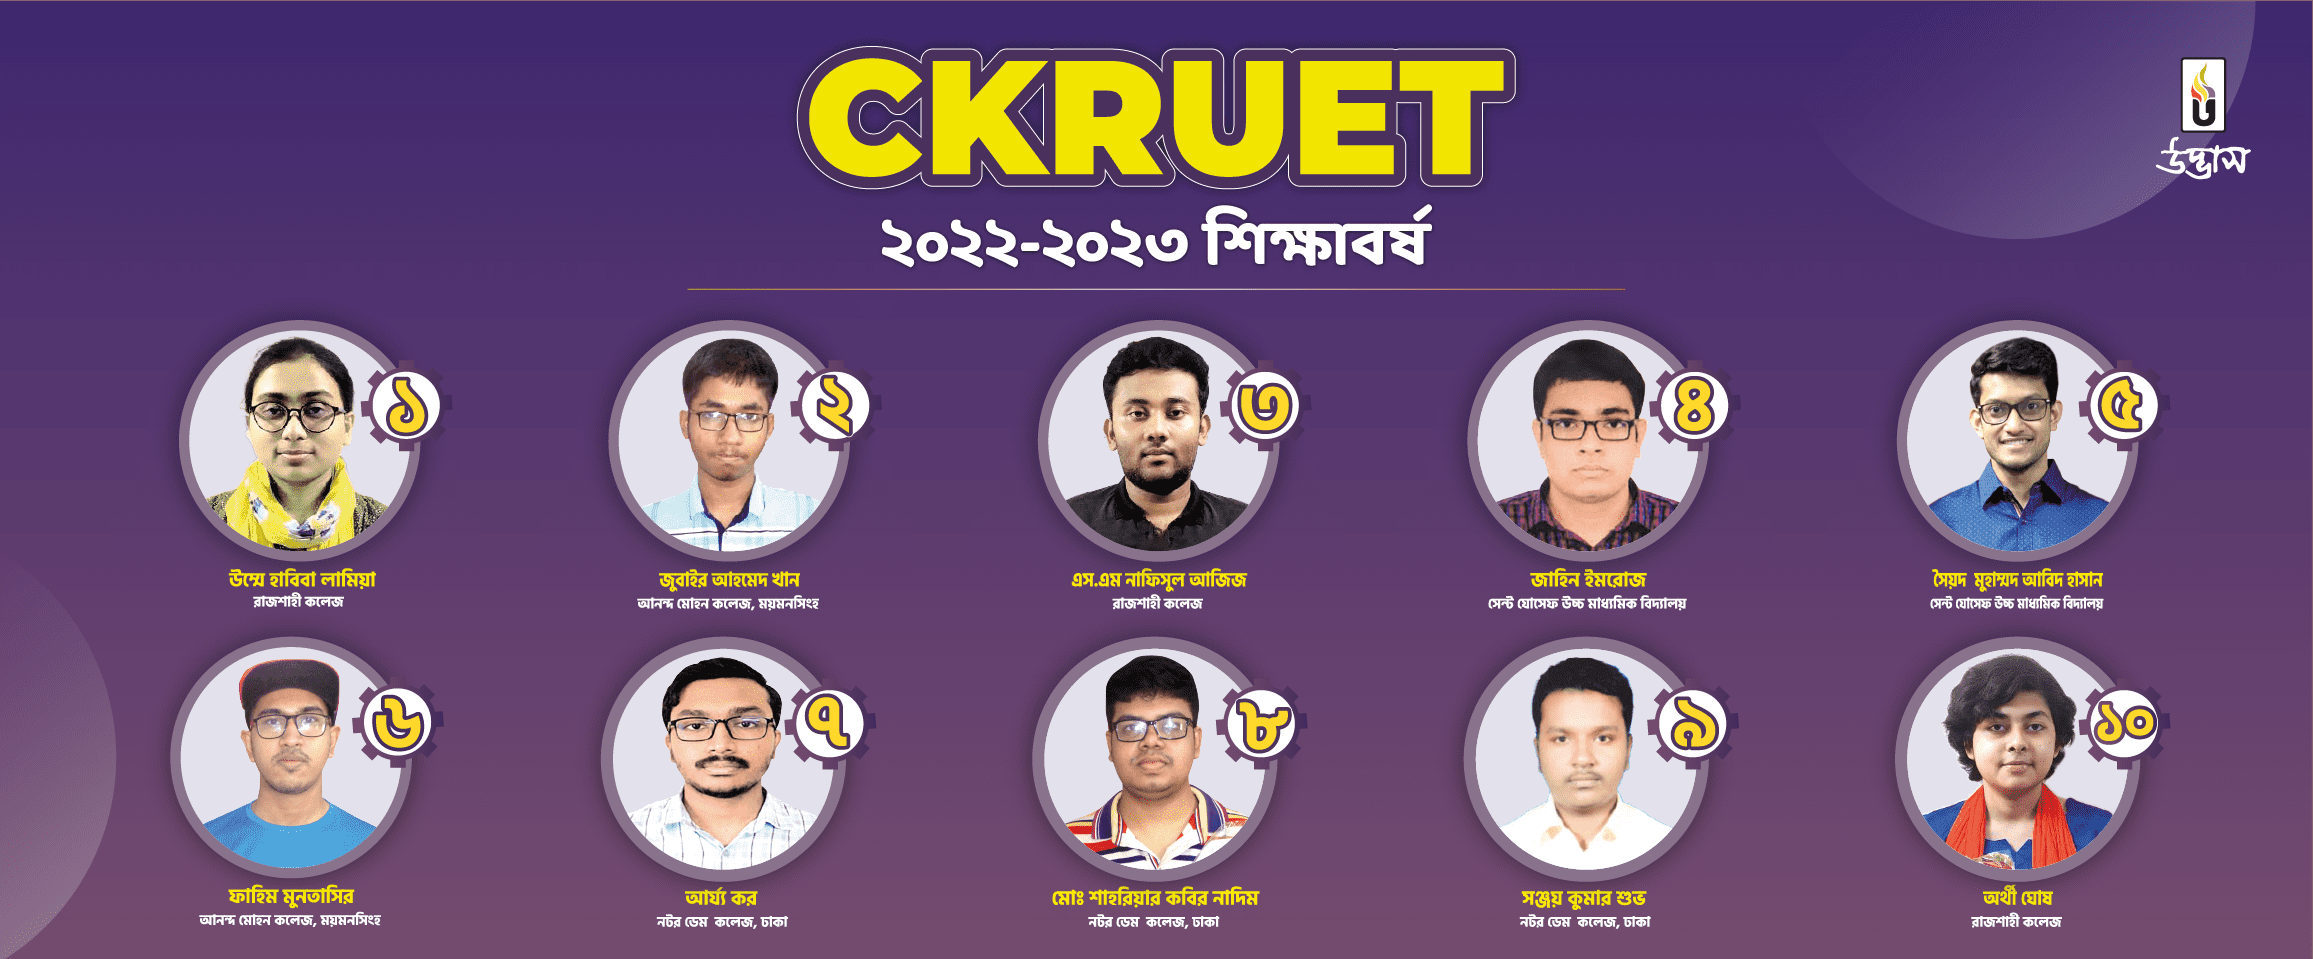 CKRUET
উদ্ভাস
২০২২-২০২৩ শিক্ষাবর্ষ
১
উম্মে হাবিবা লামিয়া
রাজশাহী কলেজ
২
জুবাইর আহমেদ খান
আনন্দ মোহন কলেজ, ময়মনসিংহ
৩
এস.এম নাফিসুল আজিজ
রাজশাহী কলেজ
৪
জাহিন ইমরোজ
সেন্ট যোসেফ উচ্চ মাধ্যমিক বিদ্যালয়
৫
সৈয়দ মুহাম্মদ আবিদ হাসান
সেন্ট যোসেফ উচ্চ মাধ্যমিক বিদ্যালয়
৬
ফাহিম মুনতাসির
আনন্দ মোহন কলেজ, ময়মনসিংহ
৭
আর্য্য কর
নটর ডেম কলেজ, ঢাকা
৮
মোঃ শাহরিয়ার কবির নাদিম
নটর ডেম কলেজ, ঢাকা
৯
সঞ্জয় কুমার শুভ
নটর ডেম কলেজ, ঢাকা
১০
অর্থী ঘোষ
রাজশাহী কলেজ